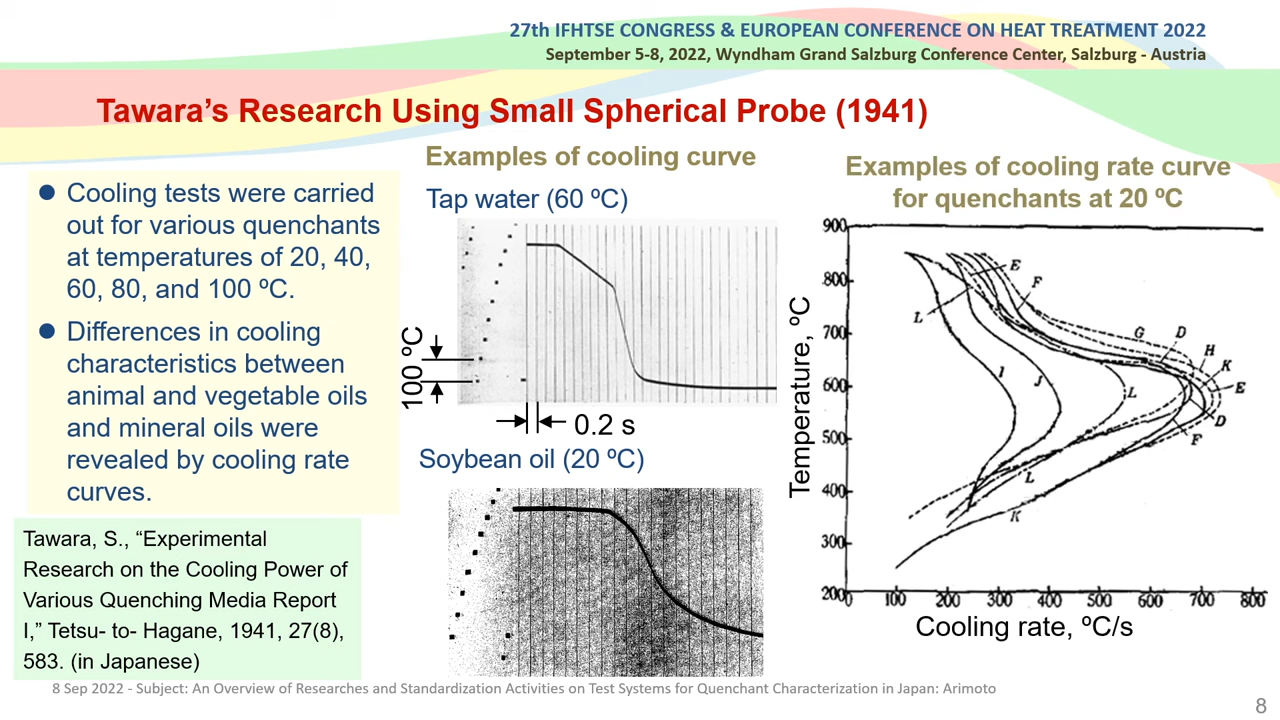 27th IFHTSE CONGRESS & EUROPEAN CONFERENCE ON HEAT TREATMENT 2022
September 5-8, 2022, Wyndham Grand Salzburg Conference Center, Salzburg - Austria
Tawara’s Research Using Small Spherical Probe (1941)
● Cooling tests were carried
out for various quenchants
at temperatures of 20, 40,
60, 80, and 100 ºC.
● Differences in cooling
characteristics between
animal and vegetable oils
and mineral oils were
revealed by cooling rate
curves.
Tawara, S., “Experimental
Research on the Cooling Power of
Various Quenching Media Report
I,” Tetsu- to- Hagane, 1941, 27(8),
583. (in Japanese)
Examples of cooling curve
Tap water (60 ºC)
100 ºC
0.2 s
Soybean oil (20 ºC)
Examples of cooling rate curve
for quenchants at 20 ºC
Temperature, ºC
900
800
700
600
500
400
300
200
E
F
L
G
D
H
K
I
J
L
E
D
F
L
K
0 100 200 300 400 500 600 700 800
Cooling rate, ºC/s
8 Sep 2022 - Subject: An Overview of Researches and Standardization Activities on Test Systems for Quenchant Characterization in Japan: Arimoto
8